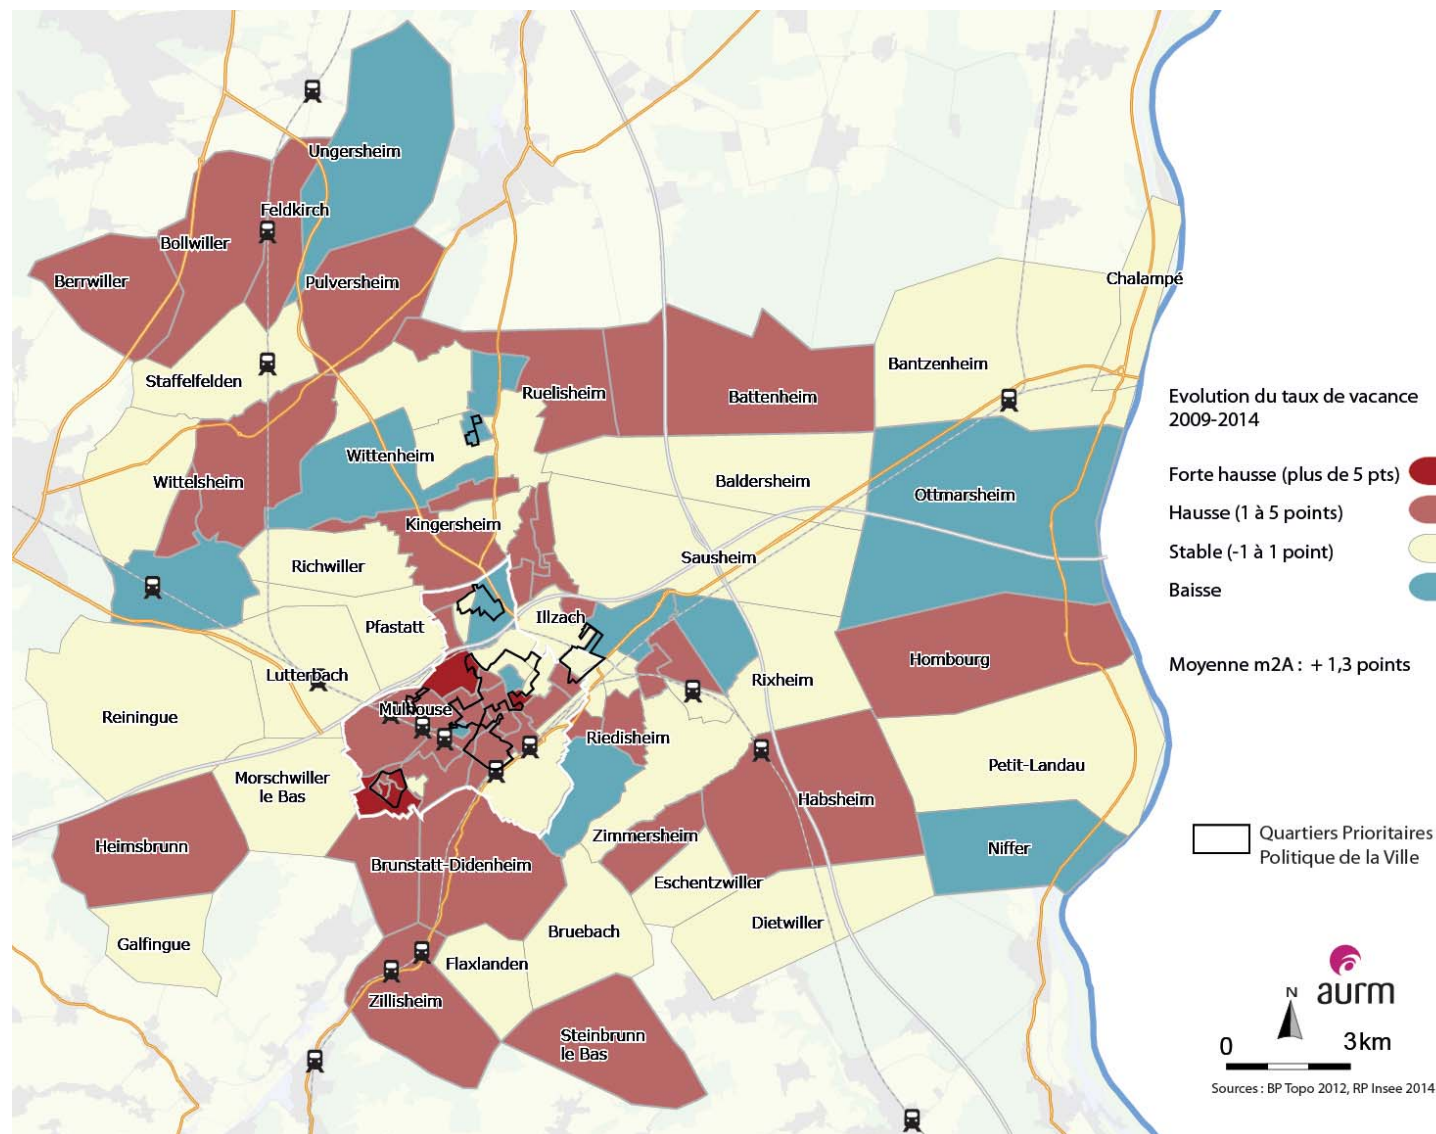 Ungersheim
Feldkirch
Bollwiller
Berrwiller
Pulversheim
Chalampé
Staffelfelden
Ruelisheim
Battenheim
Bantzenheim
Wittenheim
Wittelsheim
Baldersheim
Ottmarsheim
Kingersheim
Richwiller
Sausheim
Pfastatt
Illzach
Lutterbach
Rixheim
Hombourg
Reiningue
Mulhouse
Riedisheim
Morschwiller
le Bas
Petit-Landau
Habsheim
Heimsbrunn
Zimmersheim
Niffer
Brunstatt-Didenheim
Eschentzwiller
Dietwiller
Galfingue
Bruebach
Flaxlanden
Zillisheim
Steinbrunn
le Bas
Evolution du taux de vacance
2009-2014
Forte hausse (plus de 5 pts)
Hausse (1 à 5 points)
Stable (-1 à 1 point)
Baisse
Moyenne m2A : + 1,3 points
Quartiers Prioritaires
Politique de la Ville
aurm
N
0 3 km
Sources : BP Topo 2012, RP Insee 2014